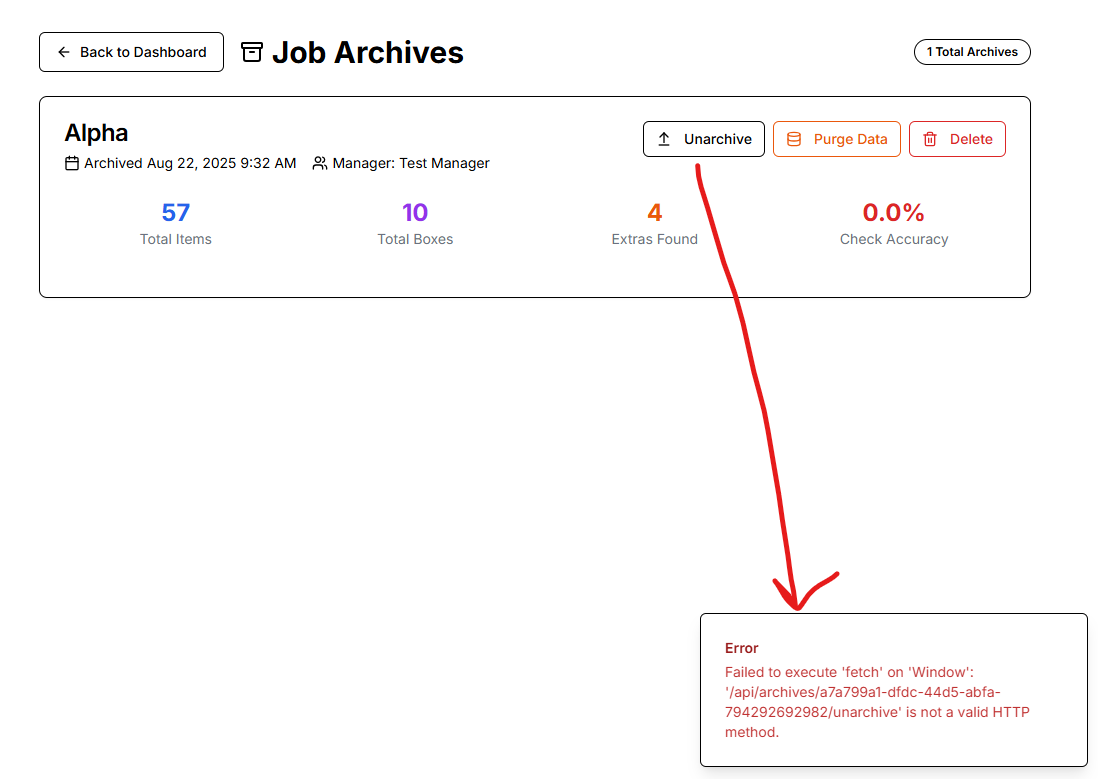 Back to Dashboard
Job Archives
1 Total Archives
Alpha
Unarchive
Purge Data
Delete
Archived Aug 22, 2025 9:32 AM
Manager: Test Manager
57
10
4
0.0%
Total Items
Total Boxes
Extras Found
Check Accuracy
Error
Failed to execute 'fetch' on 'Window':
'/api/archives/a7a799a1-dfdc-44d5-abfa-
794292692982/unarchive' is not a valid HTTP
method.